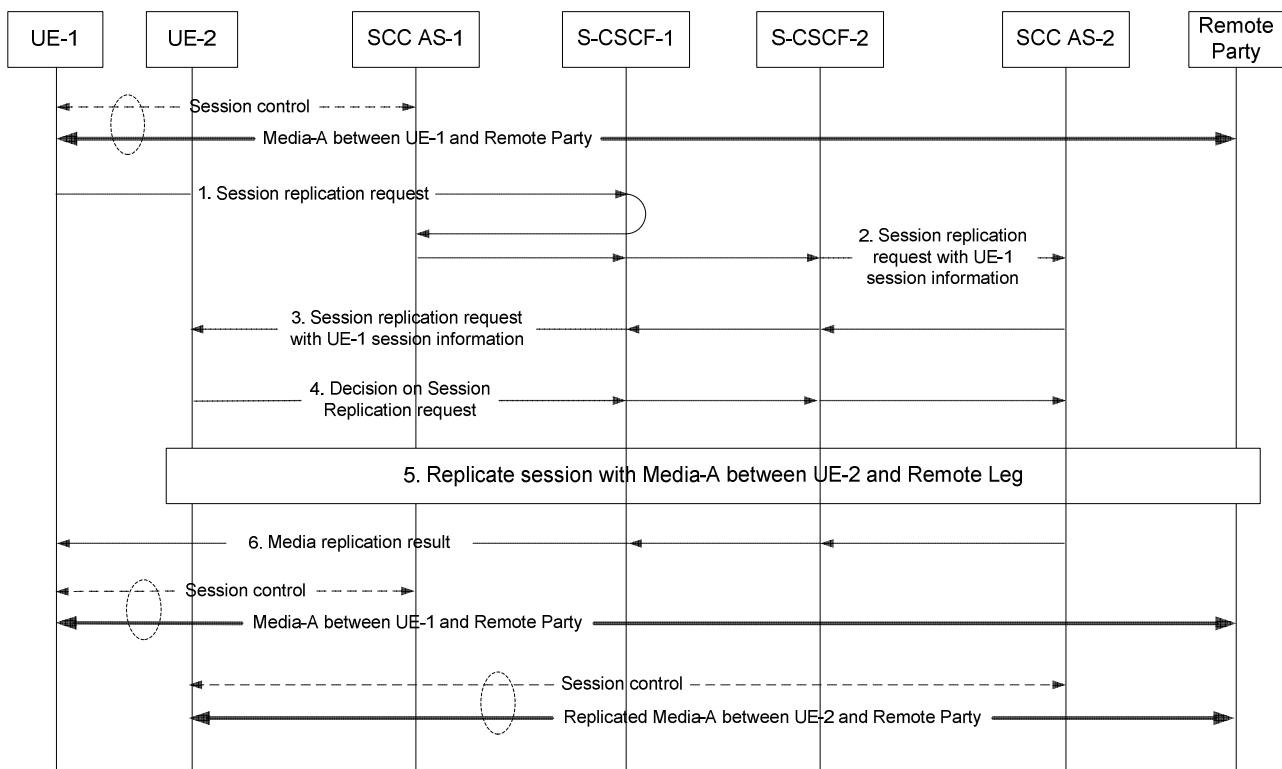 UE-1
UE-2
SCC AS-1
S-CSCF-1
S-CSCF-2
SCC AS-2
Remote
Party
Session control
Media-A between UE-1 and Remote Party
1. Session replication request
2. Session replication
request with UE-1
session information
3. Session replication request
with UE-1 session information
4. Decision on Session
Replication request
5. Replicate session with Media-A between UE-2 and Remote Leg
6. Media replication result
Session control
Media-A between UE-1 and Remote Party
Session control
Replicated Media-A between UE-2 and Remote Party